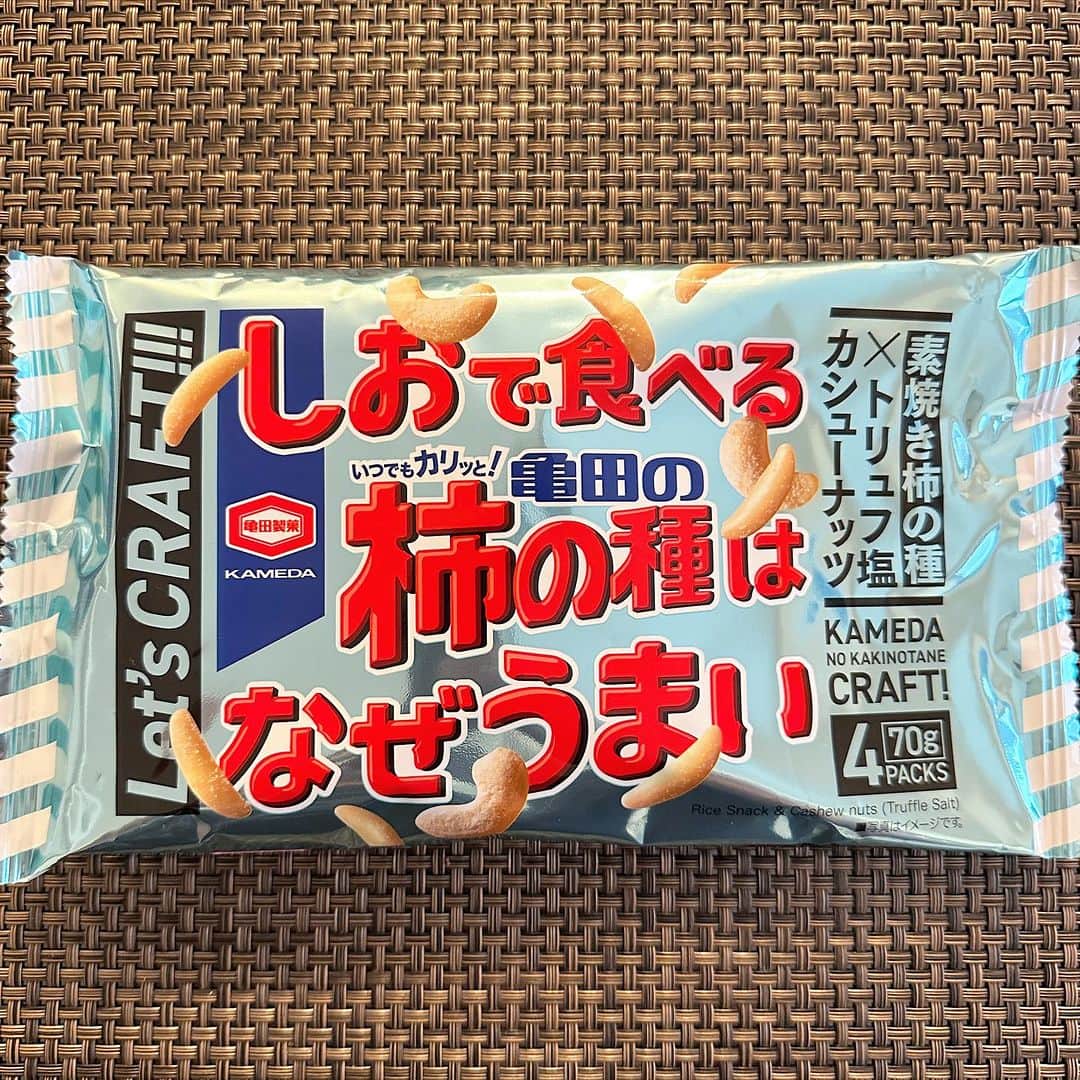 Let's CRAFT!!!
亀田製菓
KAMEDA
しおで食べる
いつでもカリッと!
亀田の
柿の種は
なぜうまい
素焼き柿の種
×トリュフ塩
カシューナッツ
KAMEDA
NO KAKINOTANE
CRAFT!
4 70g
PACKS
Rice Snack & Cashew nuts (Truffle Salt)
■写真はイメージです。